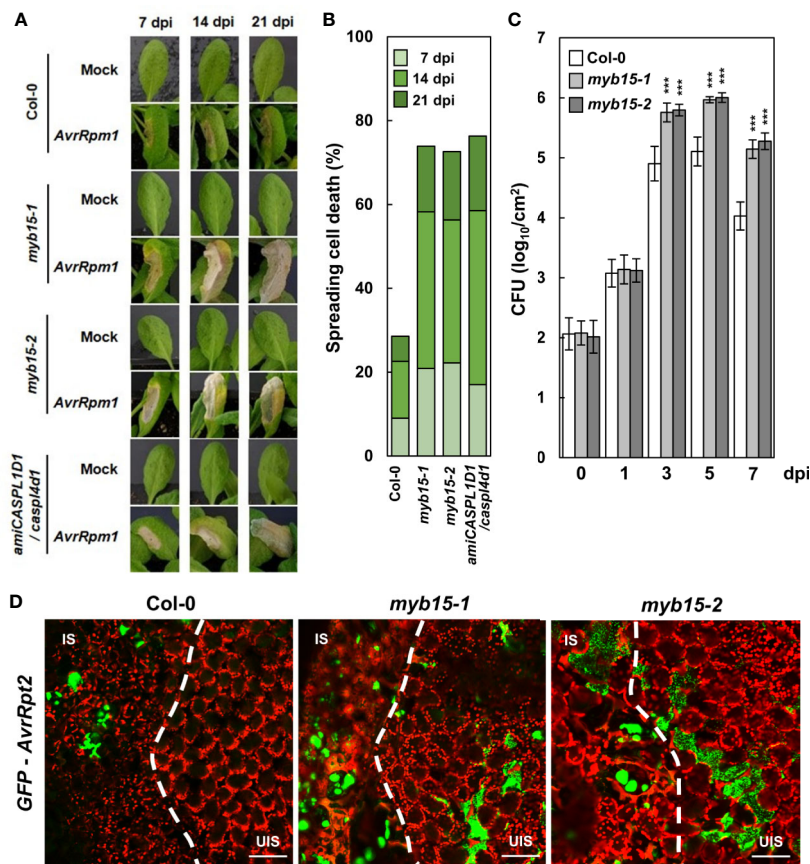 A
7 dpi 14 dpi 21 dpi
Col-0
Mock
AvrRpm1
myb15-1
Mock
AvrRpm1
myb15-2
Mock
AvrRpm1
amiCASPL1D1
/ caspl4d1
Mock
AvrRpm1
B
Spreading cell death (%)
100
80
60
40
20
0
7 dpi
14 dpi
21 dpi
Col-0
myb15-1
myb15-2
amiCASPL1D1
/caspl4d1
C
CFU (log10/cm2)
7
6
5
4
3
2
1
0
Col-0
myb15-1
myb15-2
*** *** *** *** *** ***
0 1 3 5 7 dpi
D
Col-0 myb15-1 myb15-2
GFP - AvrRpt2
IS IS IS
UIS UIS UIS